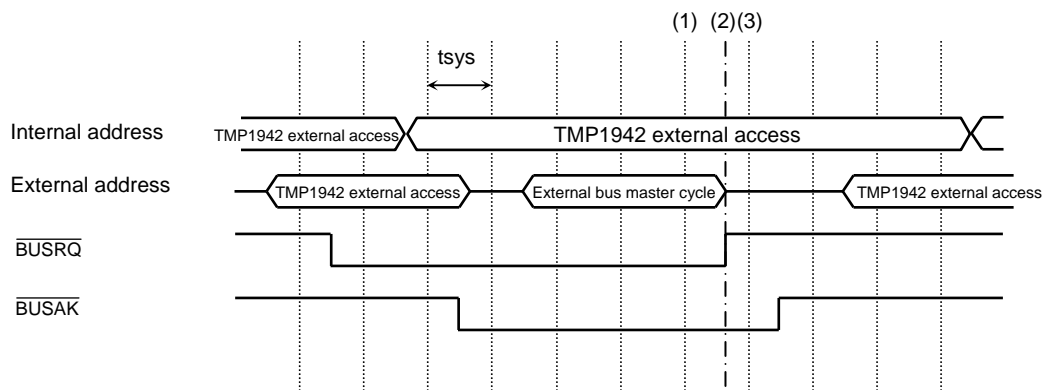 (1) (2)(3)
tsys
Internal address
TMP1942 external access
TMP1942 external access
External address
TMP1942 external access
External bus master cycle
TMP1942 external access
BUSRQ
BUSAK